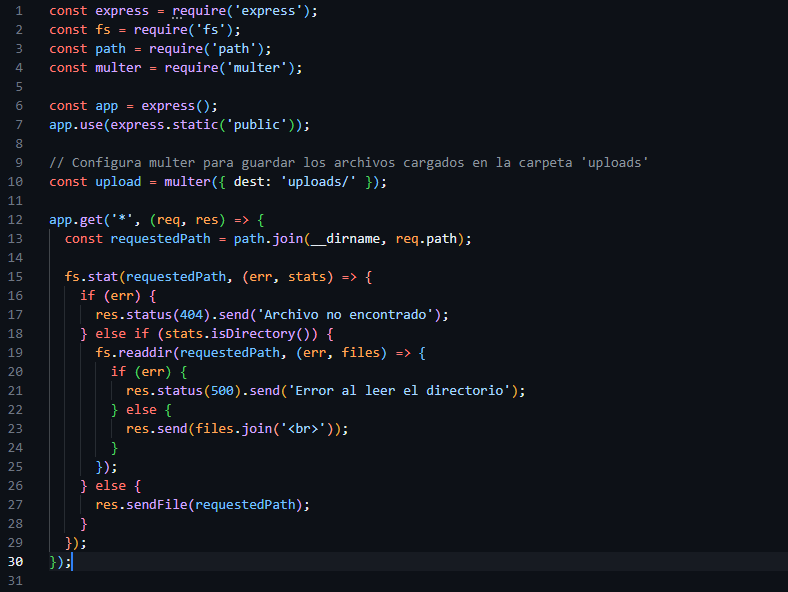 1 const express = require('express');
2 const fs = require('fs');
3 const path = require('path');
4 const multer = require('multer');
5
6 const app = express();
7 app.use(express.static('public'));
8
9 // Configura multer para guardar los archivos cargados en la carpeta 'uploads'
10 const upload = multer({ dest: 'uploads/' });
11
12 app.get('*', (req, res) => {
13   const requestedPath = path.join(__dirname, req.path);
14
15   fs.stat(requestedPath, (err, stats) => {
16     if (err) {
17       res.status(404).send('Archivo no encontrado');
18     } else if (stats.isDirectory()) {
19       fs.readdir(requestedPath, (err, files) => {
20         if (err) {
21           res.status(500).send('Error al leer el directorio');
22         } else {
23           res.send(files.join('<br>'));
24         }
25       });
26     } else {
27       res.sendFile(requestedPath);
28     }
29   });
30 });
31